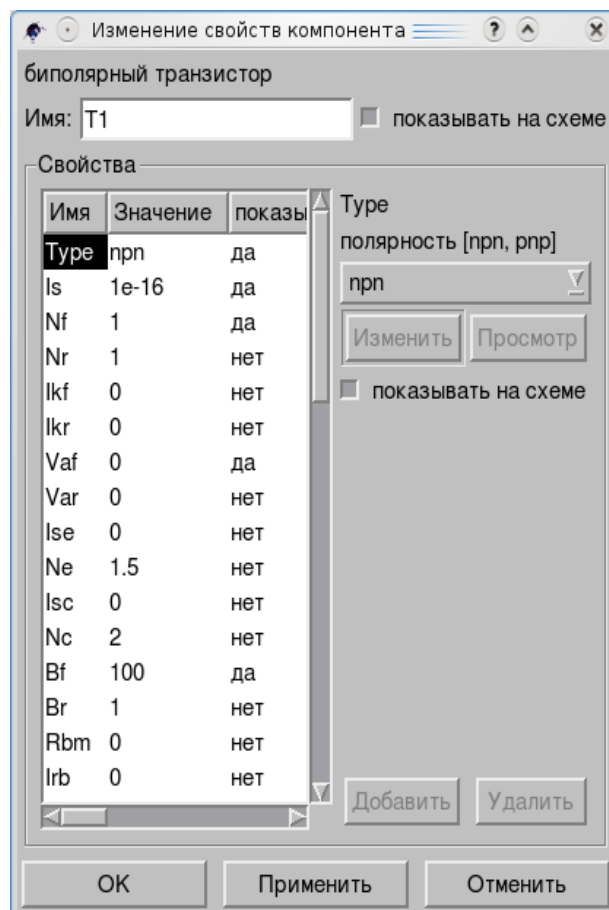 Изменение свойств компонента
биполярный транзистор
Имя: T1 показывать на схеме
Свойства
Имя Значение показы
Type npn да
Is 1e-16 да
Nf 1 да
Nr 1 нет
Ikf 0 нет
Ikr 0 нет
Vaf 0 да
Var 0 нет
Ise 0 нет
Ne 1.5 нет
Isc 0 нет
Nc 2 нет
Bf 100 да
Br 1 нет
Rbm 0 нет
Irb 0 нет
Type
полярность [npn, pnp]
npn
Изменить Просмотр
показывать на схеме
Добавить Удалить
OK Применить Отменить